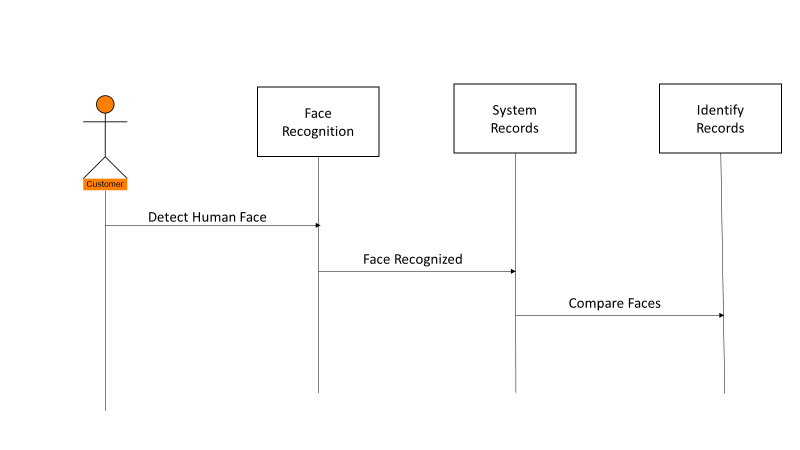 Face
Recognition
System
Records
Identify
Records
Customer
Detect Human Face
Face Recognized
Compare Faces